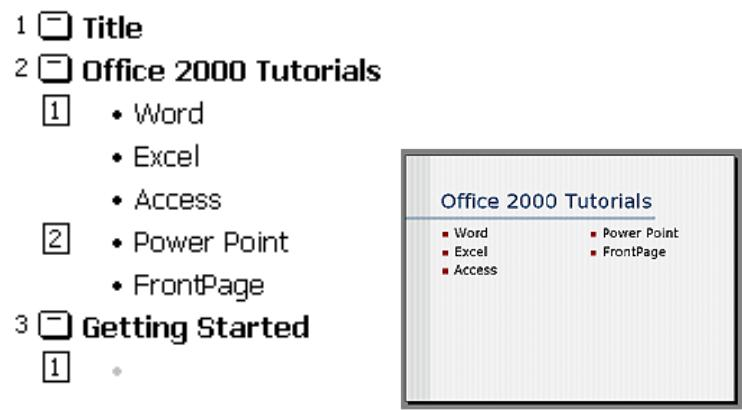 1 Title
2 Office 2000 Tutorials
1 • Word
• Excel
• Access
2 • Power Point
• FrontPage
3 Getting Started
1 •
Office 2000 Tutorials
▪ Word
▪ Excel
▪ Access
▪ Power Point
▪ FrontPage